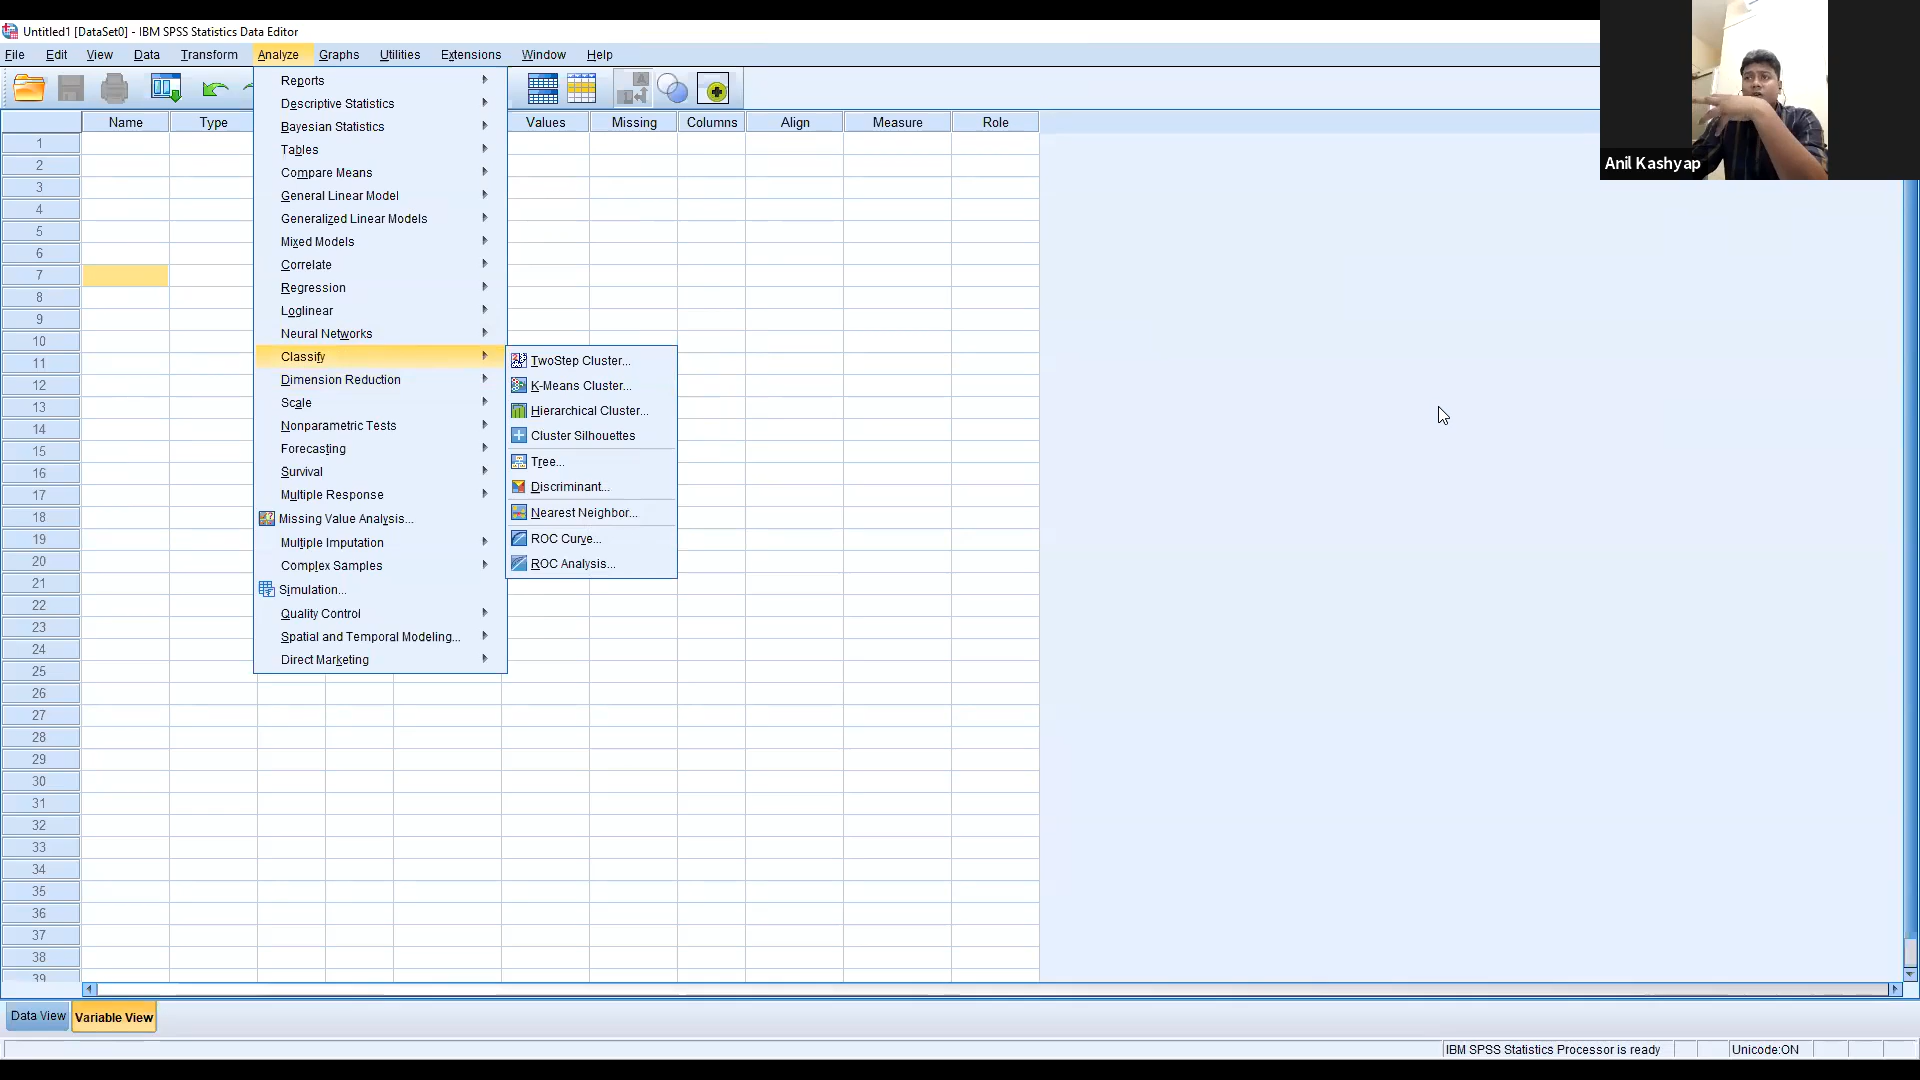 Untitled1 [DataSet0] - IBM SPSS Statistics Data Editor
File Edit View Data Transform Analyze Graphs Utilities Extensions Window Help
Anil Kashyap
Name Type Values Missing Columns Align Measure Role
Reports
Descriptive Statistics
Bayesian Statistics
Tables
Compare Means
General Linear Model
Generalized Linear Models
Mixed Models
Correlate
Regression
Loglinear
Neural Networks
Classify
Dimension Reduction
Scale
Nonparametric Tests
Forecasting
Survival
Multiple Response
Missing Value Analysis...
Multiple Imputation
Complex Samples
Simulation...
Quality Control
Spatial and Temporal Modeling...
Direct Marketing
TwoStep Cluster...
K-Means Cluster...
Hierarchical Cluster...
Cluster Silhouettes
Tree...
Discriminant...
Nearest Neighbor...
ROC Curve...
ROC Analysis...
1
2
3
4
5
6
7
8
9
10
11
12
13
14
15
16
17
18
19
20
21
22
23
24
25
26
27
28
29
30
31
32
33
34
35
36
37
38
39
Data View Variable View
IBM SPSS Statistics Processor is ready Unicode:ON